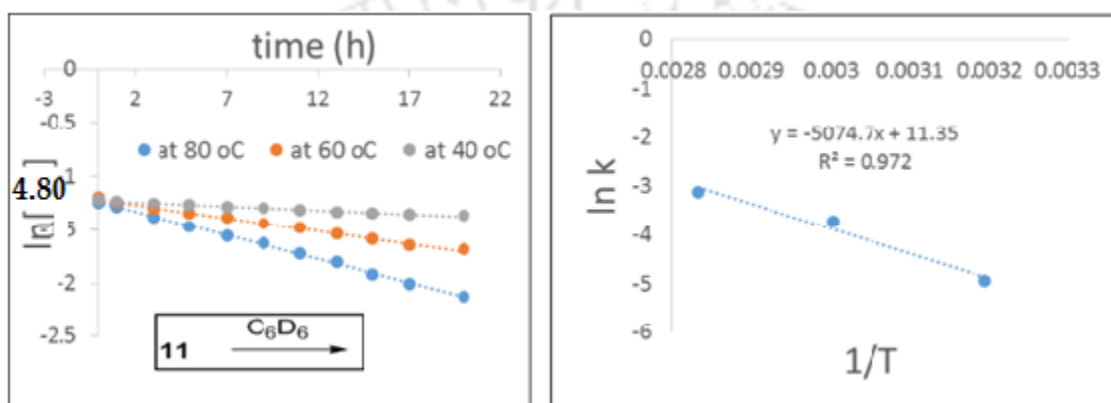 time (h)
0
-3 2 7 12 17 22
-0.5
at 80 oC at 60 oC at 40 oC
1
4.80
5
-2
-2.5
C₆D₆
11
0
0.0028 0.0029 0.003 0.0031 0.0032 0.0033
-1
-2
-3
-4
-5
-6
y = -5074.7x + 11.35
R² = 0.972
ln k
1/T